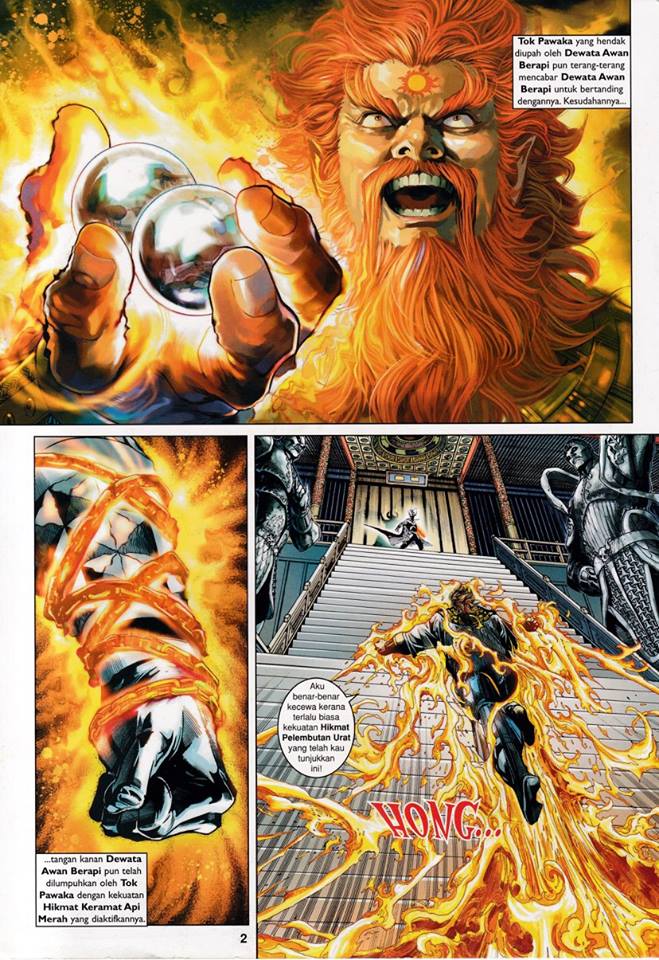 Tok Pawaka yang hendak
diupah oleh Dewata Awan
Berapi pun terang-terang
mencabar Dewata Awan
Berapi untuk bertanding
dengannya. Kesudahannya...
...tangan kanan Dewata
Awan Berapi pun telah
dilumpuhkan oleh Tok
Pawaka dengan kekuatan
Hikmat Keramat Api
Merah yang diaktifkannya.
Aku
benar-benar
kecewa kerana
terlalu biasa
kekuatan Hikmat
Pelembutan Urat
yang telah kau
tunjukkan
ini!
HONG...
2